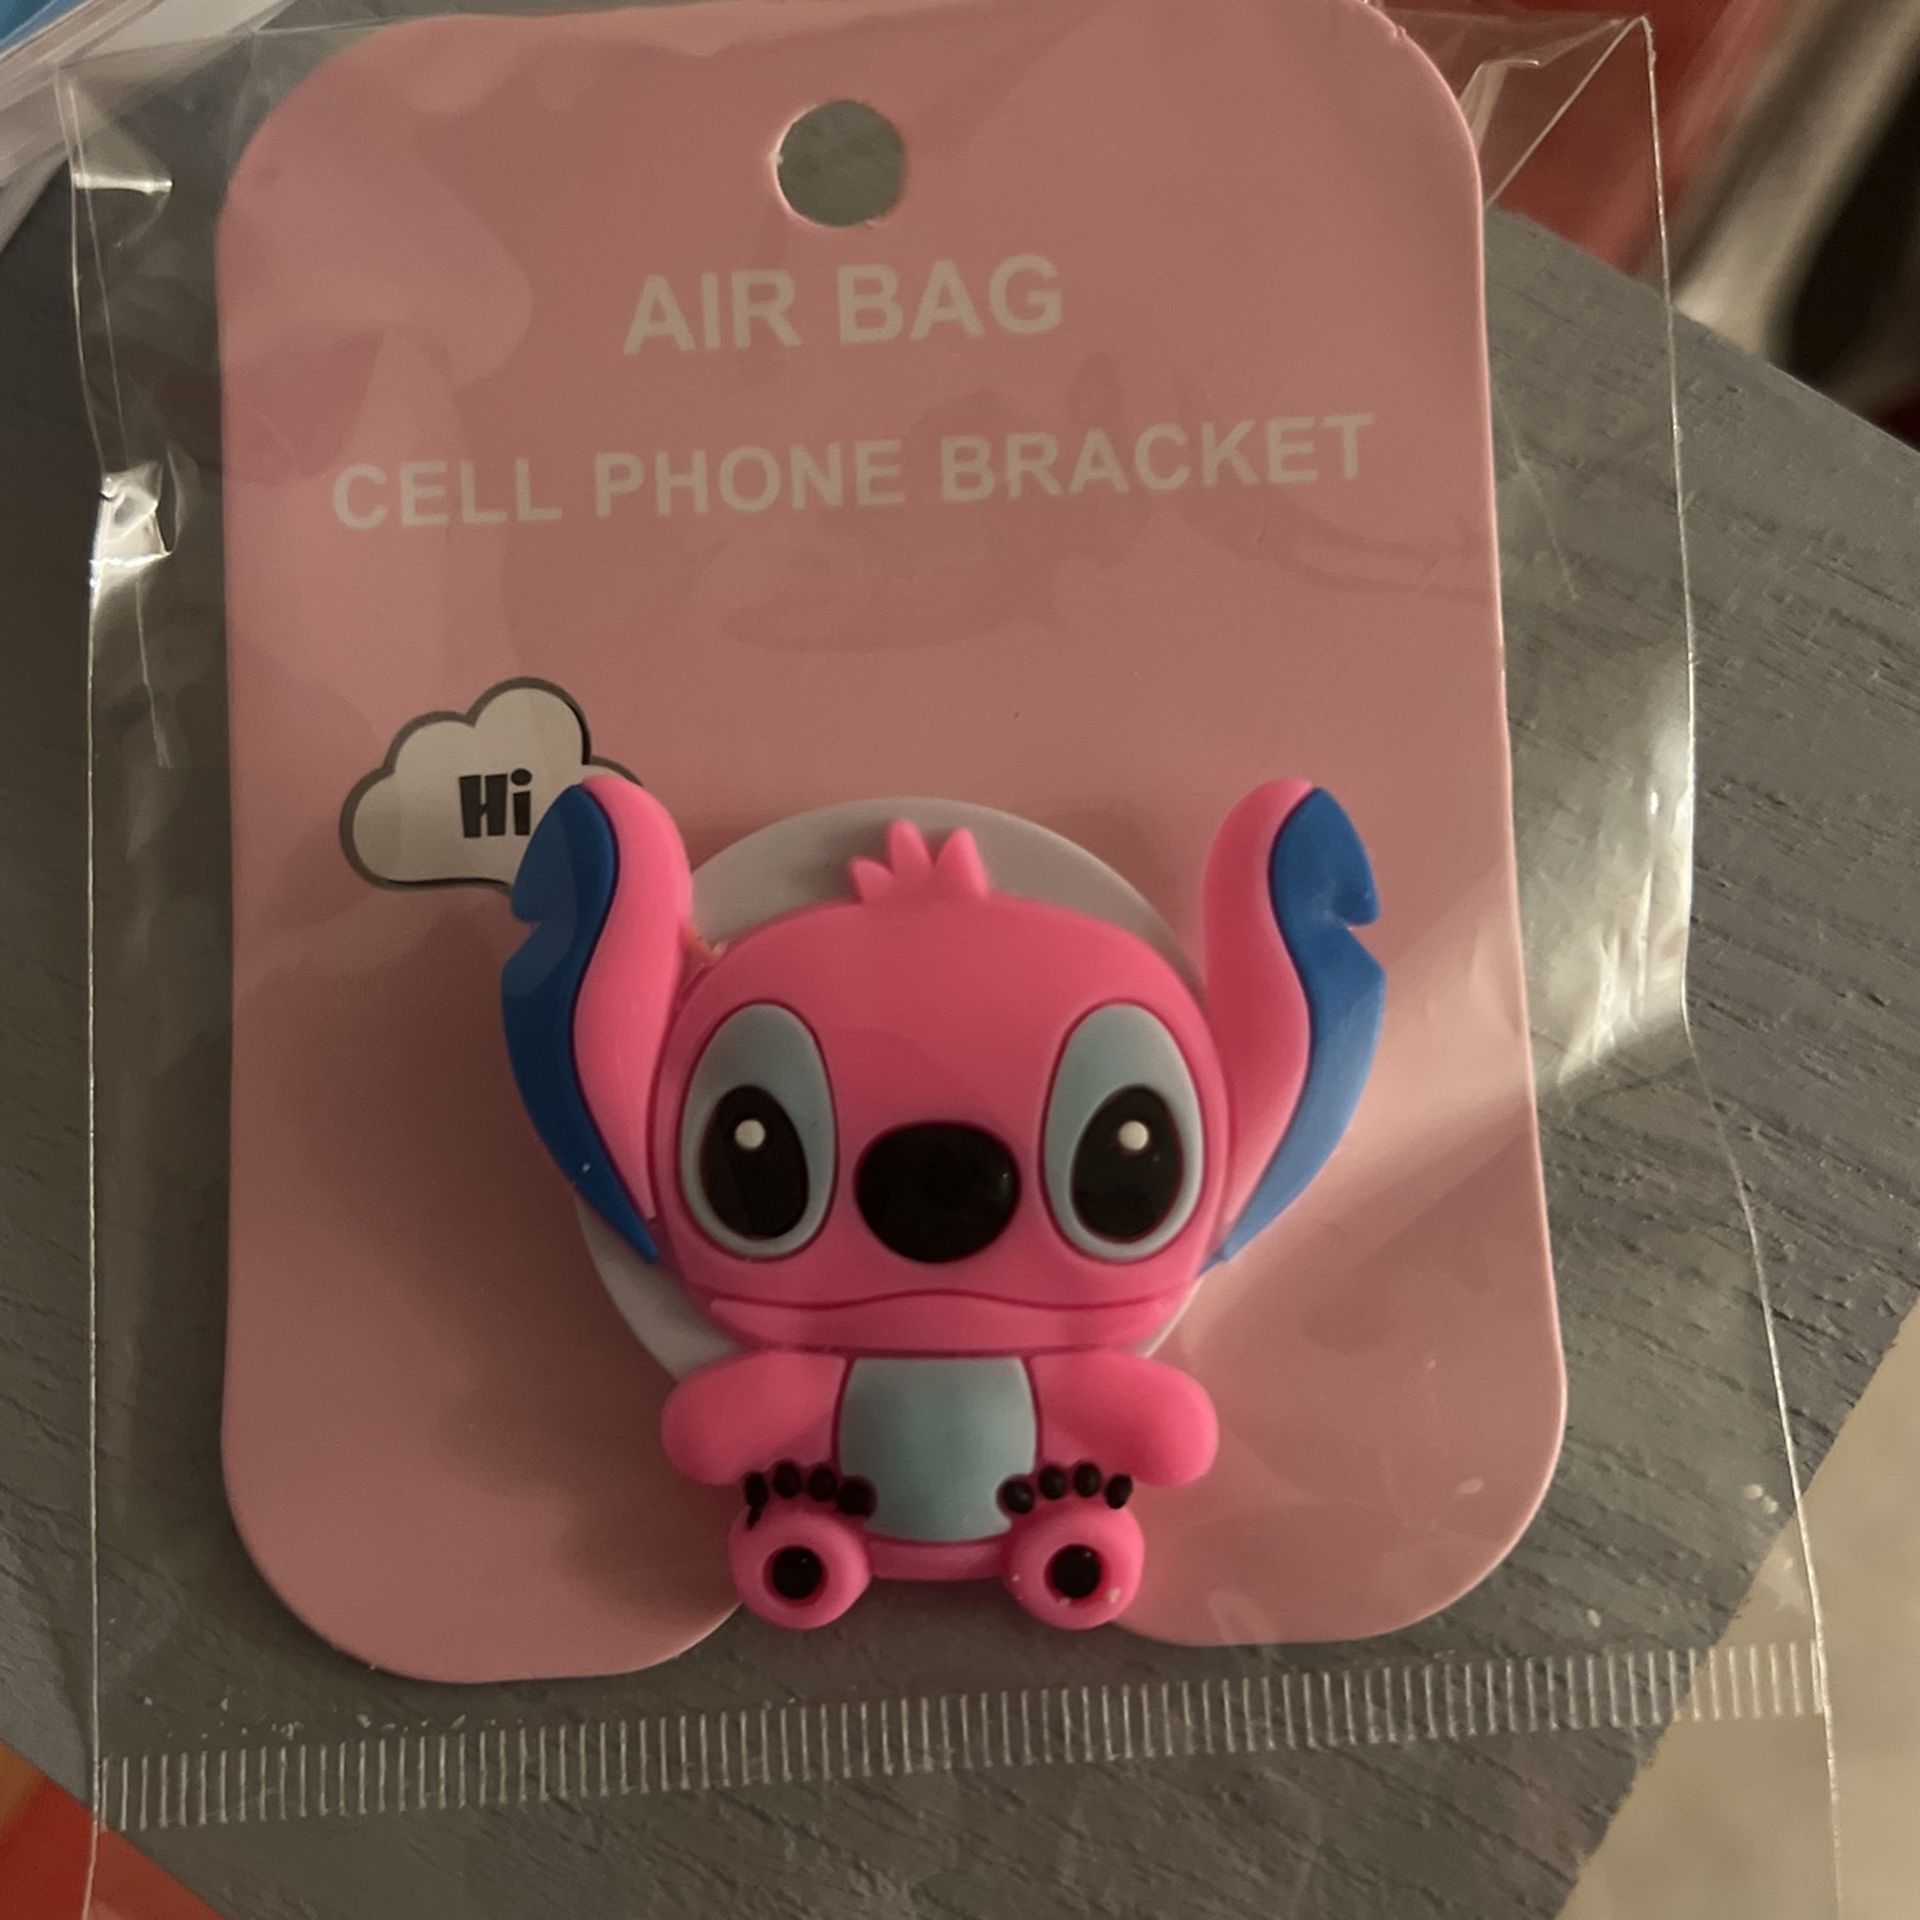 AIR BAG
CELL PHONE BRACKET
Hi